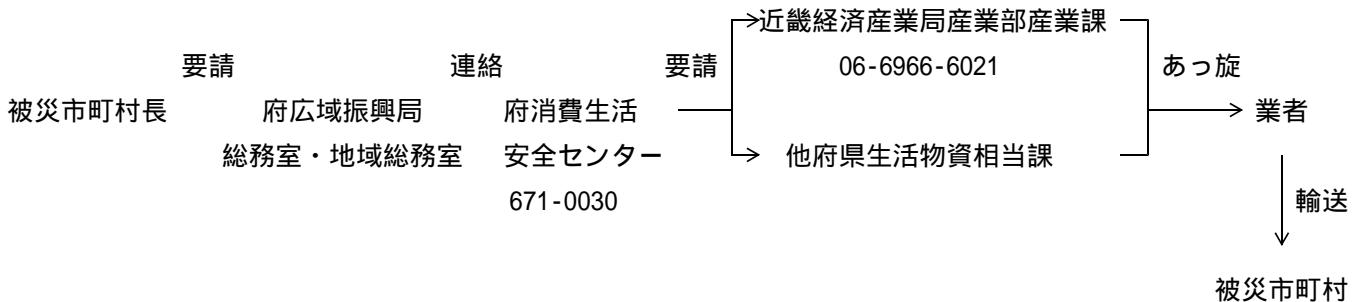 近畿経済産業局産業部産業課
要請 連絡 要請 06-6966-6021 あっ旋
被災市町村長 府広域振興局 府消費生活 業者
総務室・地域総務室 安全センター 他府県生活物資相当課
671-0030 輸送
被災市町村